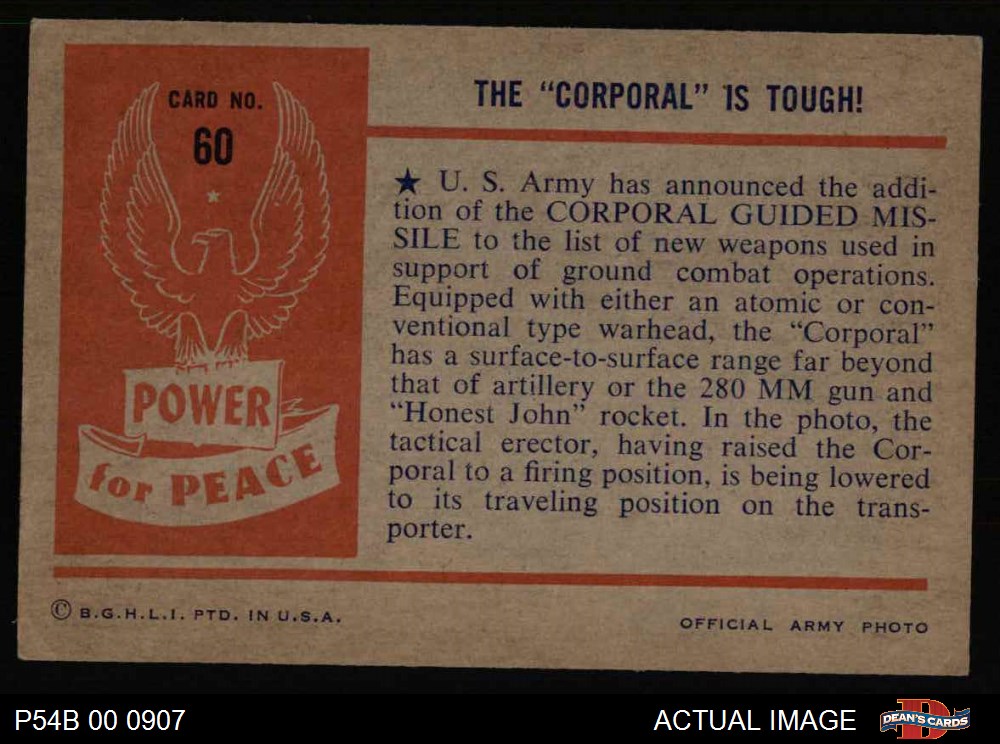 CARD NO.
60
POWER
for PEACE
THE “CORPORAL” IS TOUGH!
★ U. S. Army has announced the addi-
tion of the CORPORAL GUIDED MIS-
SILE to the list of new weapons used in
support of ground combat operations.
Equipped with either an atomic or con-
ventional type warhead, the “Corporal”
has a surface-to-surface range far beyond
that of artillery or the 280 MM gun and
“Honest John” rocket. In the photo, the
tactical erector, having raised the Cor-
poral to a firing position, is being lowered
to its traveling position on the trans-
porter.
© B.G.H.L.I. PTD. IN U.S.A.
OFFICIAL ARMY PHOTO
P54B 00 0907
ACTUAL IMAGE
DEAN'S CARDS